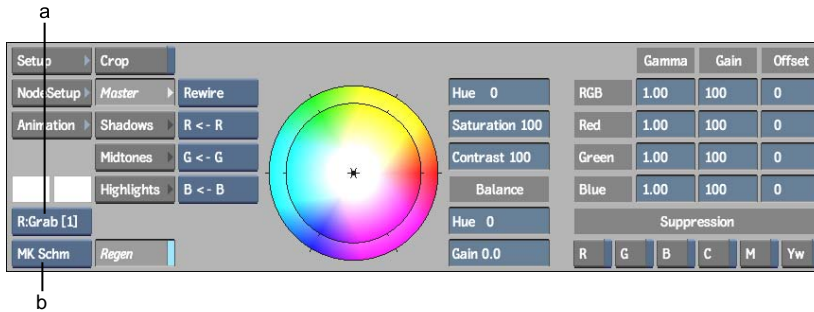 a
Setup Crop Gamma Gain Offset
NodeSetup Master Rewire Hue 0 RGB 1.00 100 0
Animation Shadows R <- R Saturation 100 Red 1.00 100 0
Midtones G <- G Contrast 100 Green 1.00 100 0
Highlights B <- B Balance Blue 1.00 100 0
R:Grab [1] Hue 0 Suppression
MK Schm Regen Gain 0.0 R G B C M Yw
b